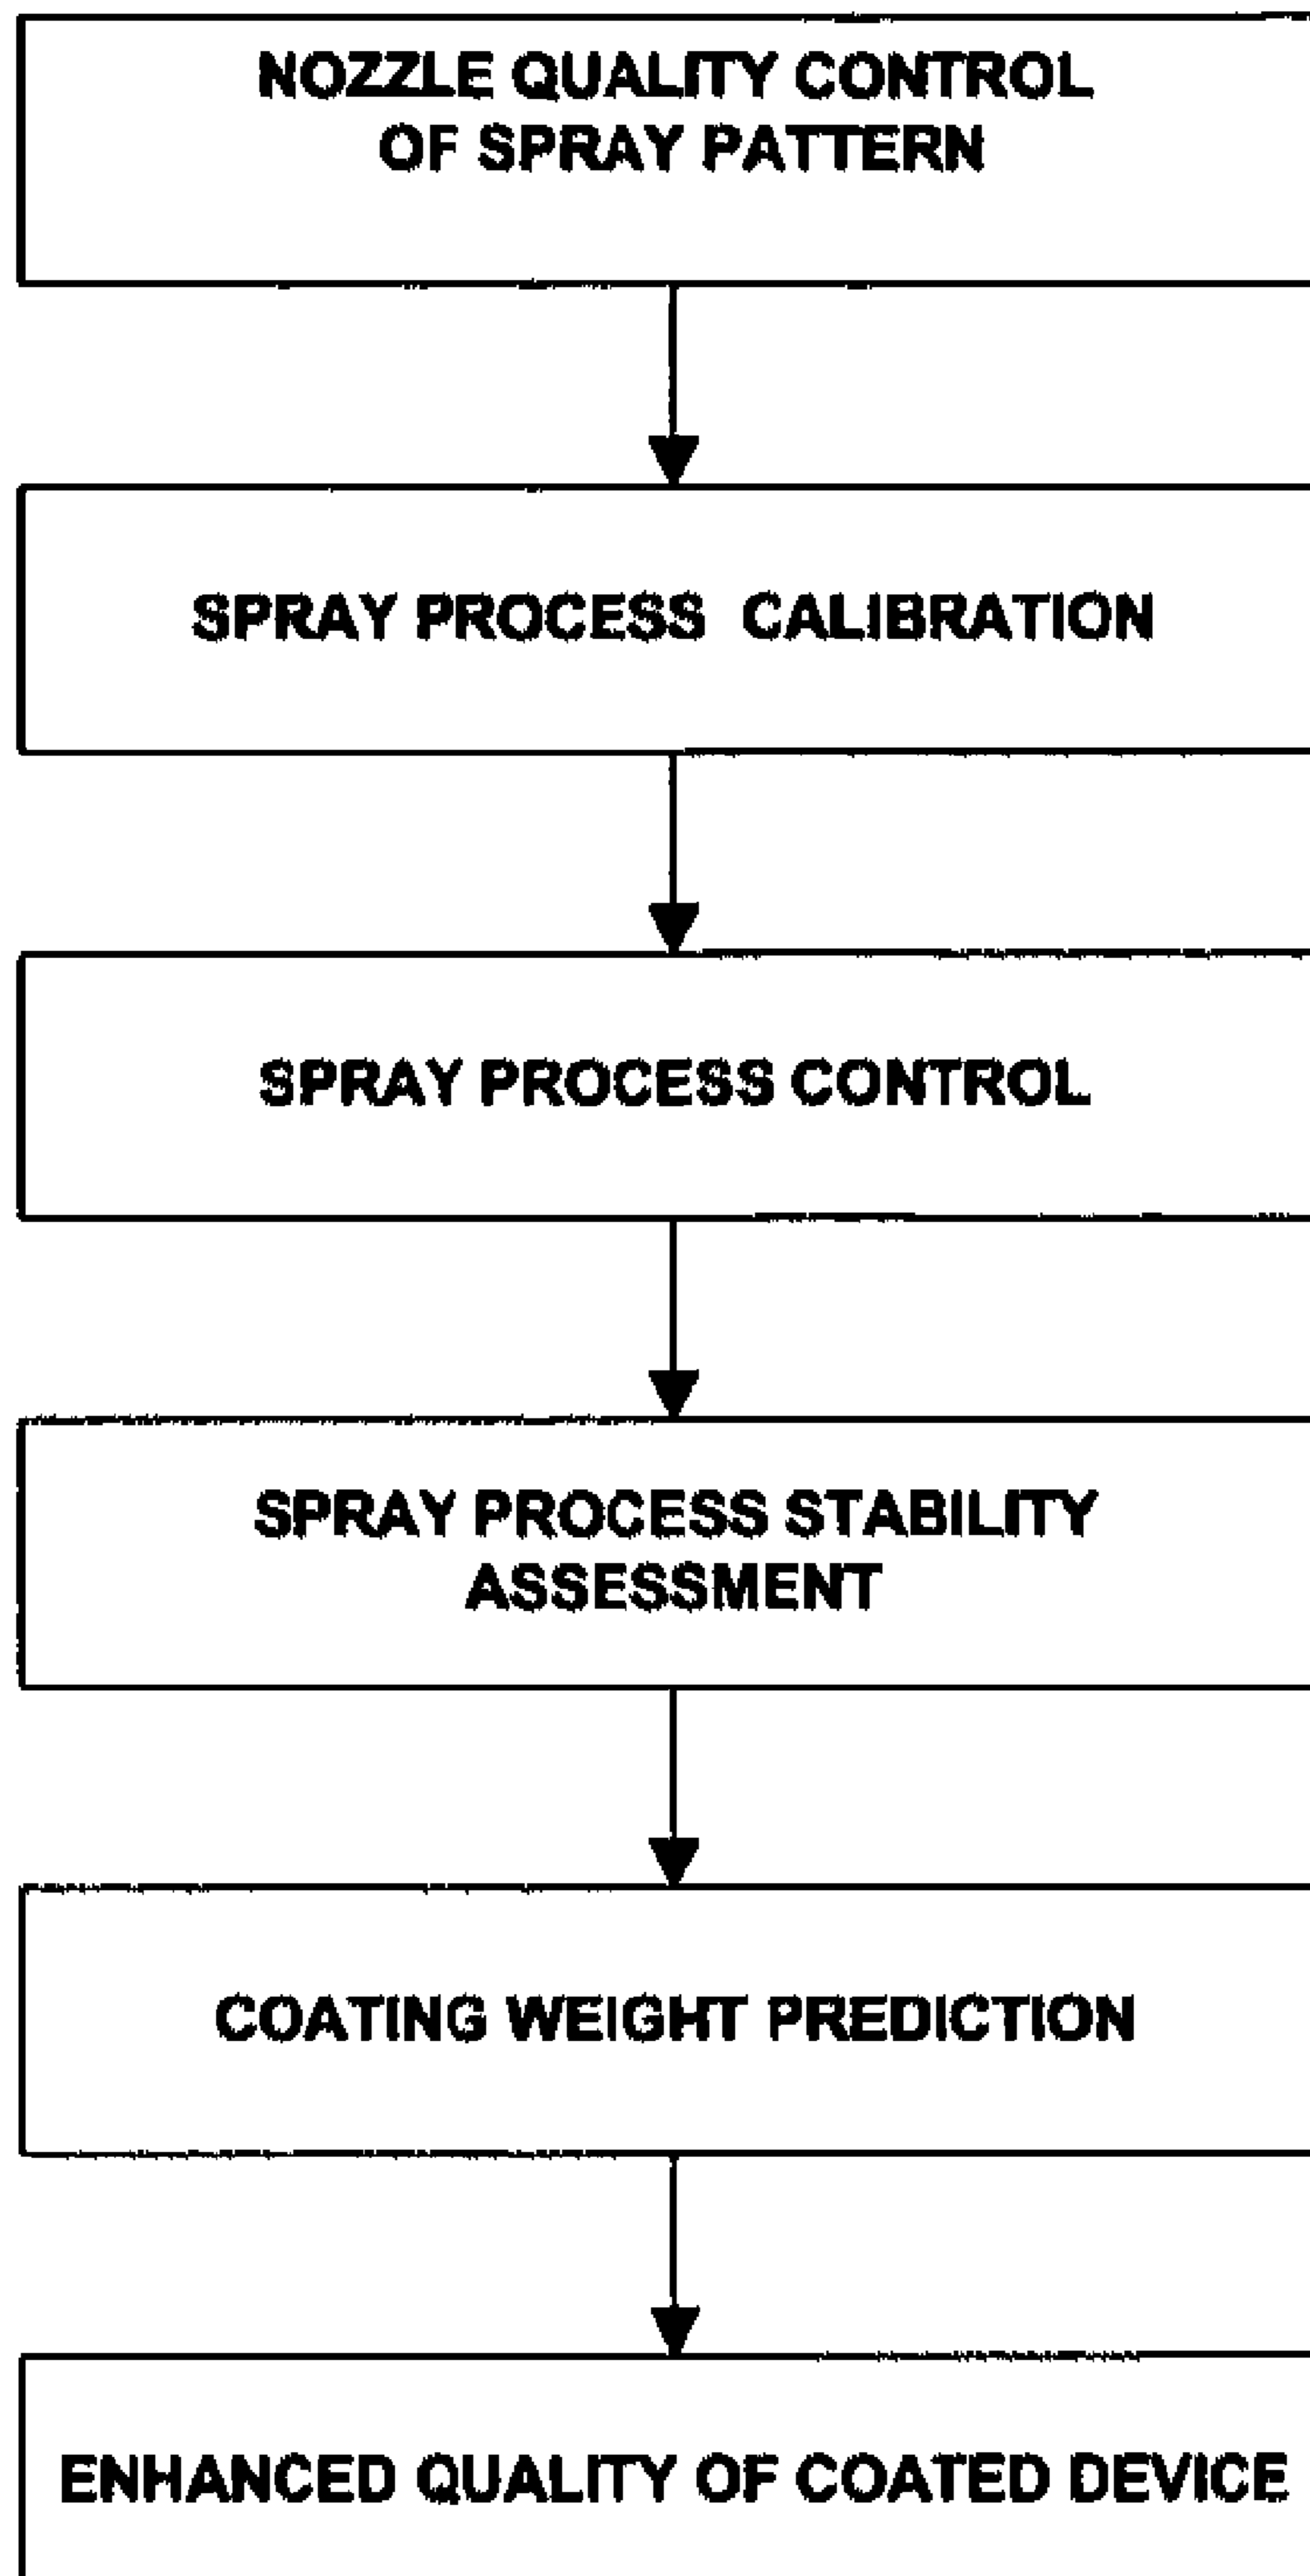 NOZZLE QUALITY CONTROL
OF SPRAY PATTERN
SPRAY PROCESS CALIBRATION
SPRAY PROCESS CONTROL
SPRAY PROCESS STABILITY
ASSESSMENT
COATING WEIGHT PREDICTION
ENHANCED QUALITY OF COATED DEVICE